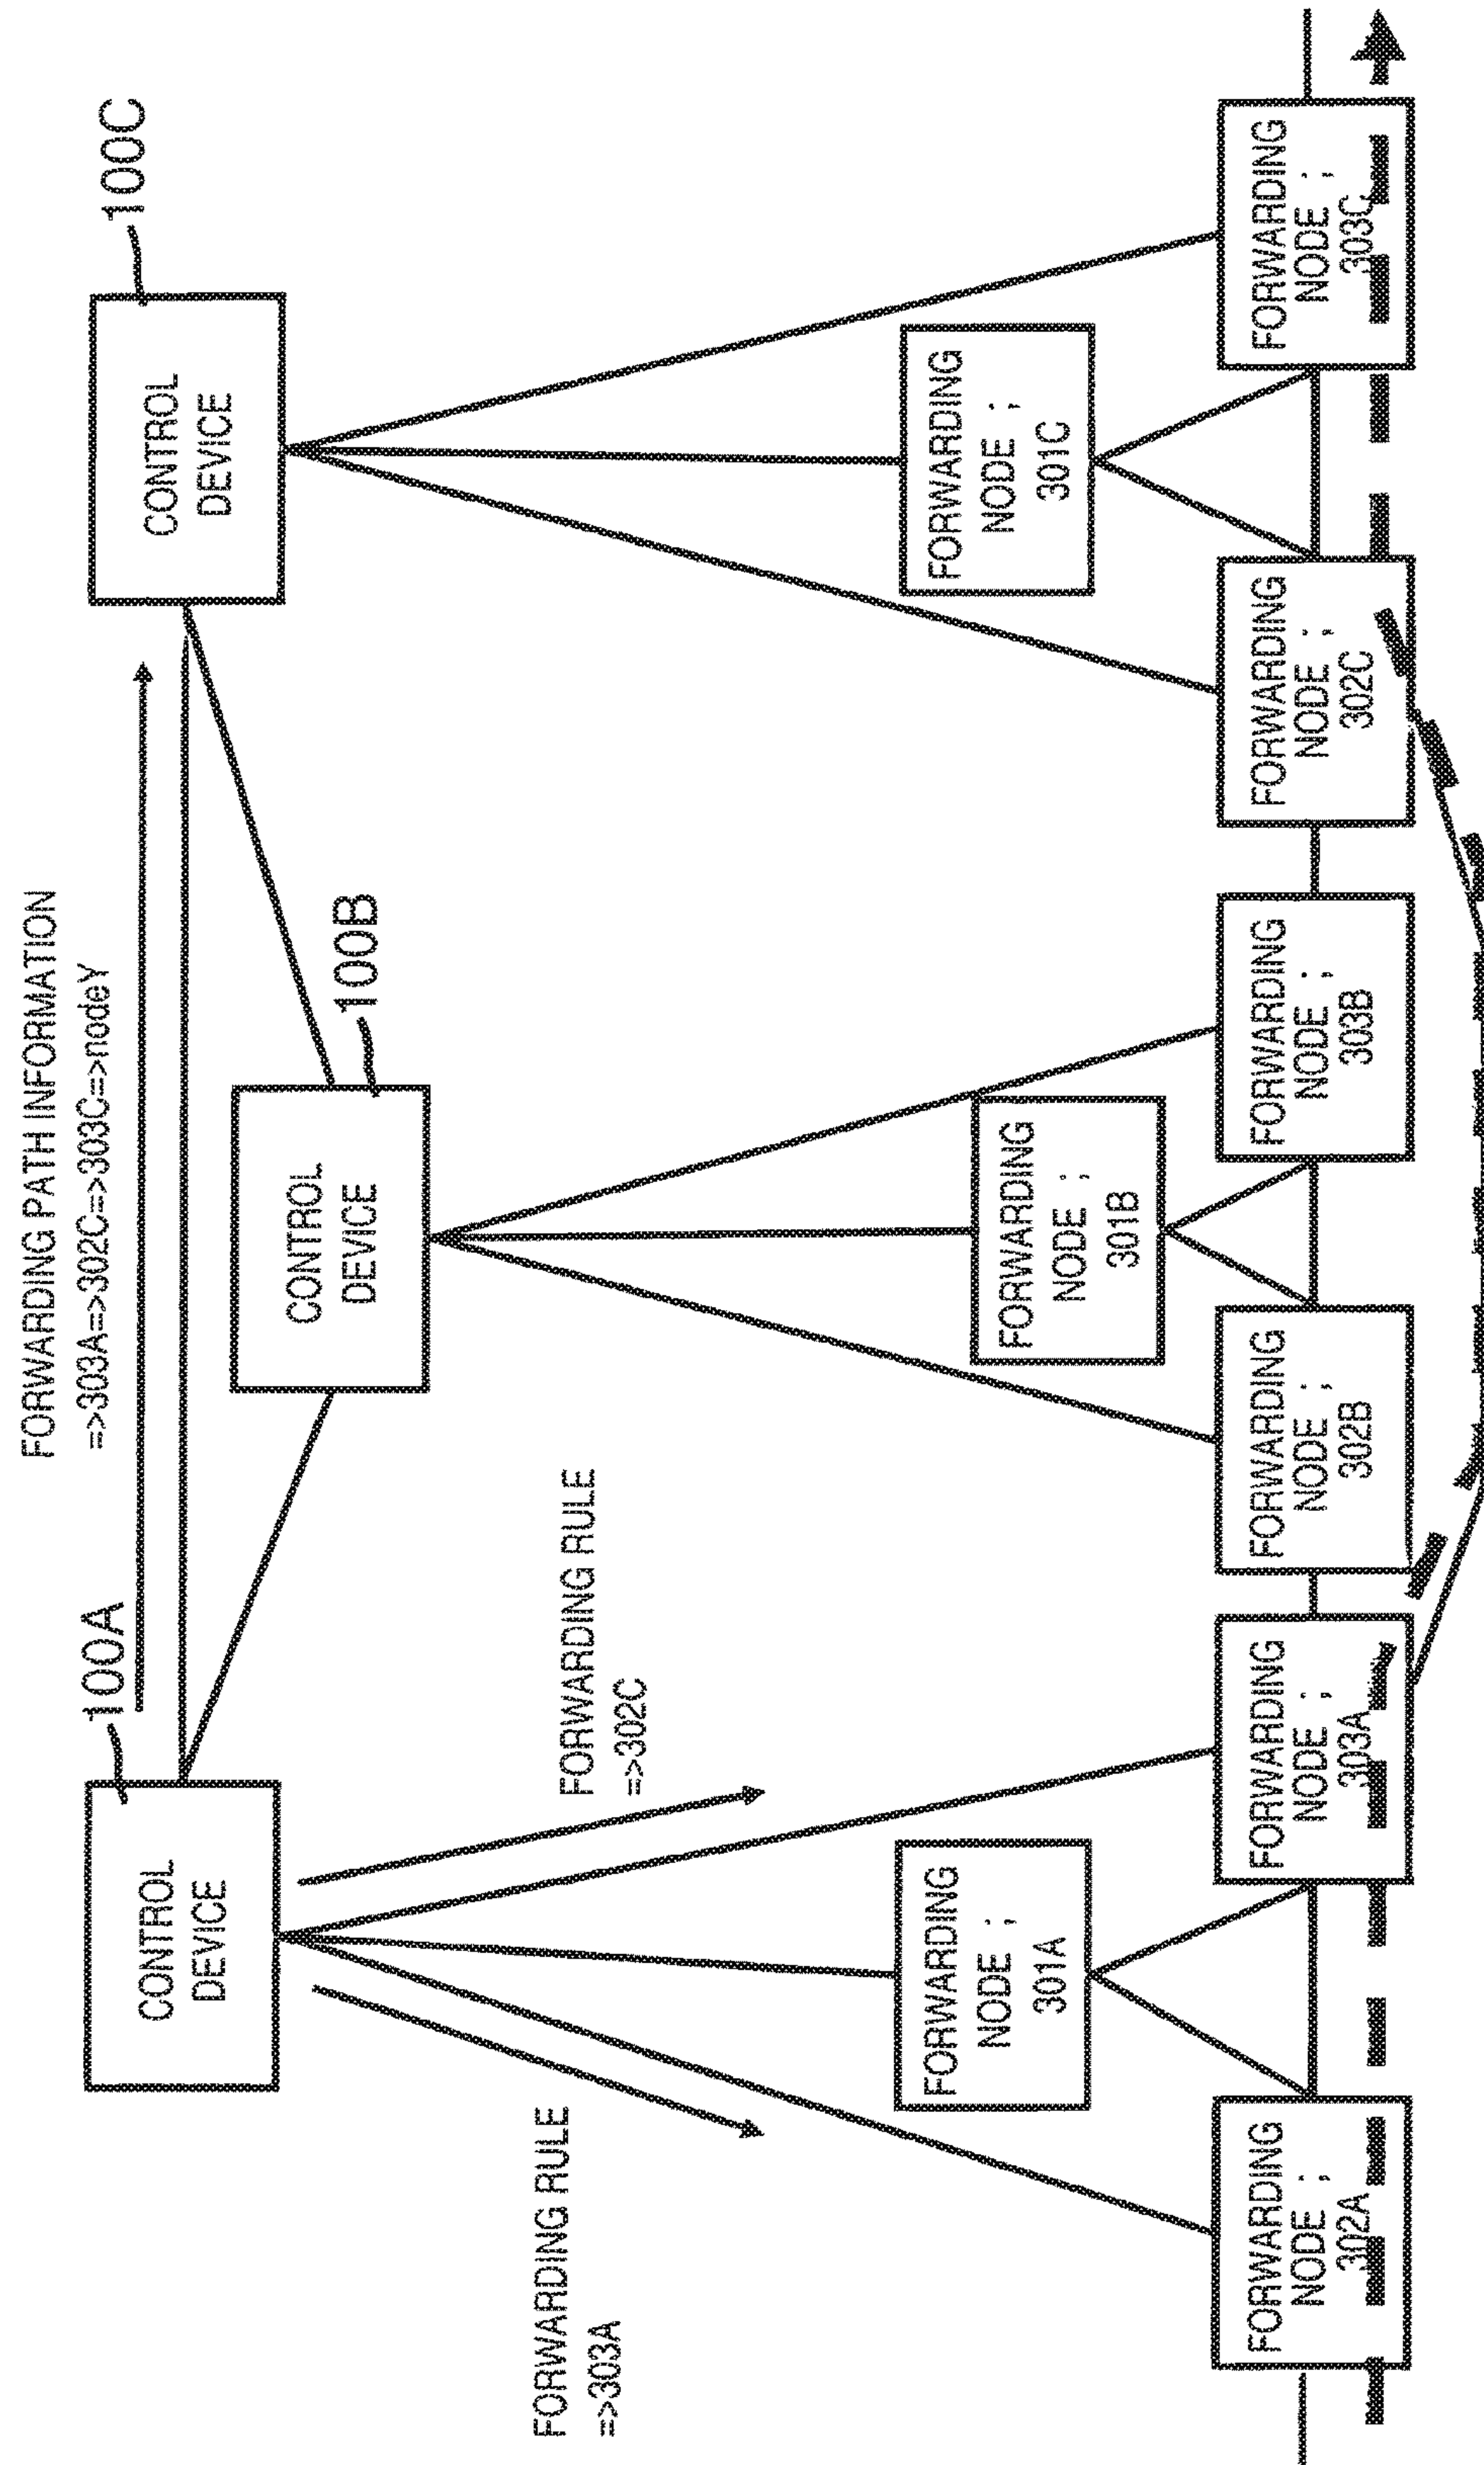 FORWARDING PATH INFORMATION
=>303A=>302C=>303C=>nodeY
100A
100B
100C
CONTROL
DEVICE
CONTROL
DEVICE
CONTROL
DEVICE
FORWARDING RULE
=>303A
FORWARDING RULE
=>302C
FORWARDING
NODE ;
301A
FORWARDING
NODE ;
301B
FORWARDING
NODE ;
301C
FORWARDING
NODE ;
302A
FORWARDING
NODE ;
303A
FORWARDING
NODE ;
302B
FORWARDING
NODE ;
303B
FORWARDING
NODE ;
302C
FORWARDING
NODE ;
303C